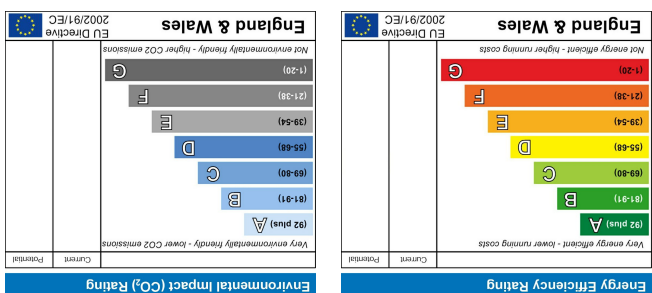 Energy Efficiency Rating
Current Potential
Very energy efficient - lower running costs
(92 plus) A
(81-91) B
(69-80) C
(55-68) D
(39-54) E
(21-38) F
(1-20) G
Not energy efficient - higher running costs
England & Wales
EU Directive
2002/91/EC
Environmental Impact (CO₂) Rating
Current Potential
Very environmentally friendly - lower CO2 emissions
(92 plus) A
(81-91) B
(69-80) C
(55-68) D
(39-54) E
(21-38) F
(1-20) G
Not environmentally friendly - higher CO2 emissions
England & Wales
EU Directive
2002/91/EC